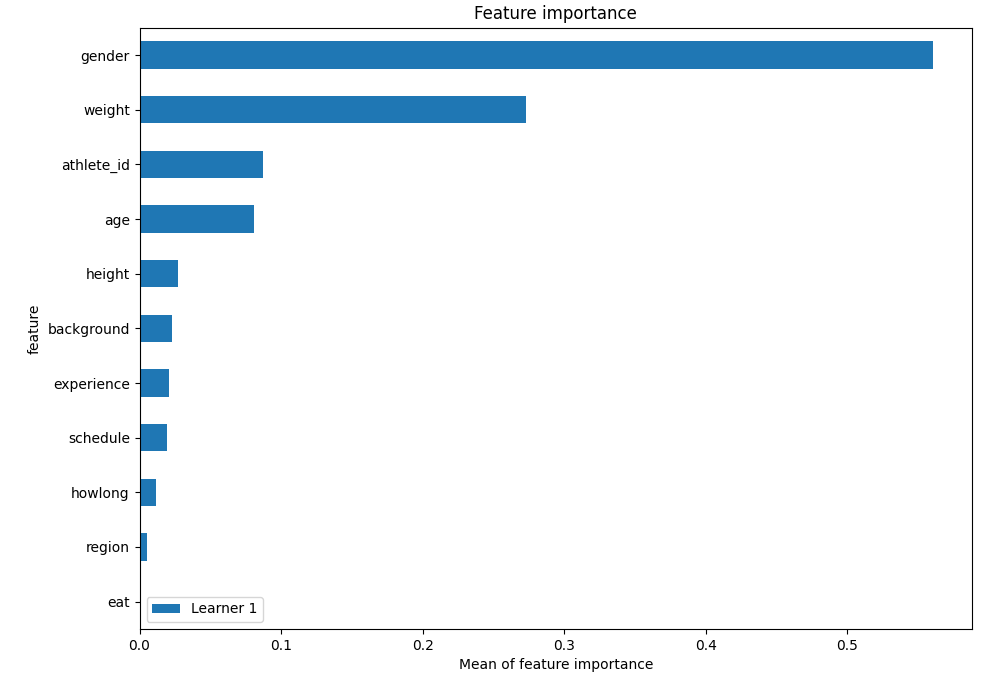 Feature importance
gender
weight
athlete_id
age
height
background
experience
schedule
howlong
region
eat
feature
Learner 1
0.0 0.1 0.2 0.3 0.4 0.5
Mean of feature importance